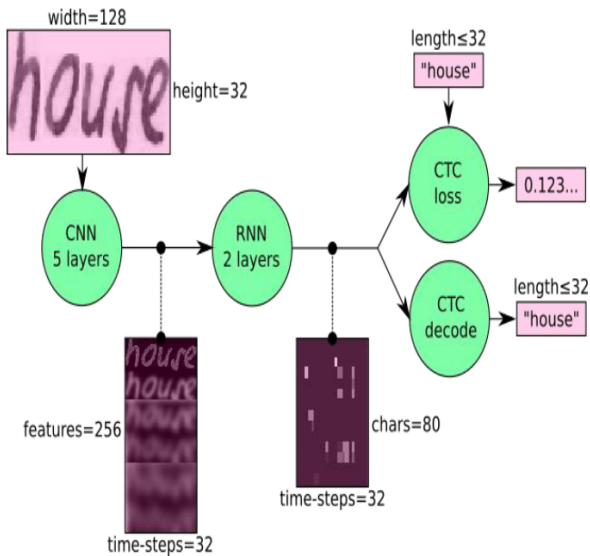 width=128
house
height=32
CNN
5 layers
RNN
2 layers
length≤32
"house"
CTC
loss
0.123...
CTC
decode
length≤32
"house"
house
house
features=256
time-steps=32
chars=80
time-steps=32